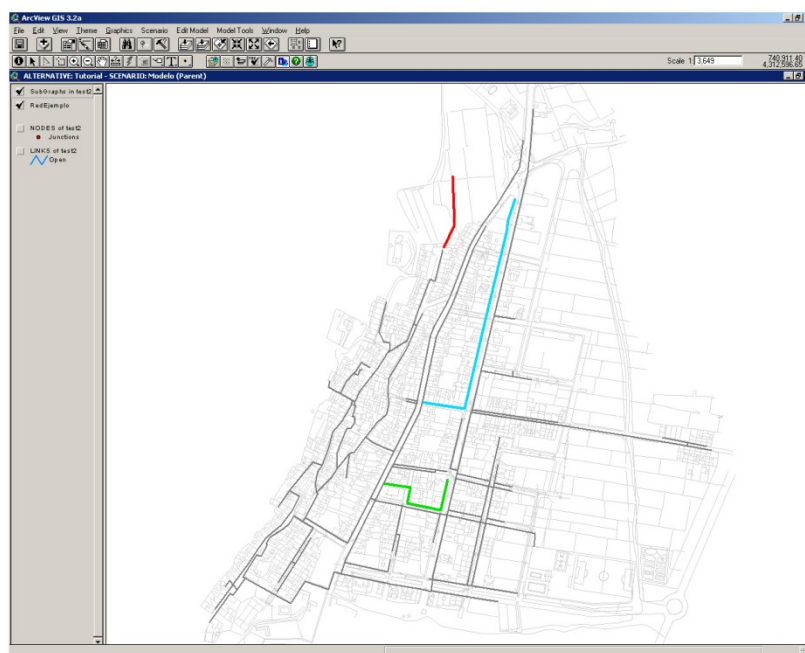 ArcView GIS 3.2a
File Edit View Theme Graphics Scenario Edit Model Model Tools Window Help
Scale 1: 3,649
740,911.40
4,312,596.65
ALTERNATIVE: Tutorial - SCENARIO: Modelo (Parent)
SubGraphs in test2
RedEjemplo
NODES of test2
Junctions
LINKS of test2
Open